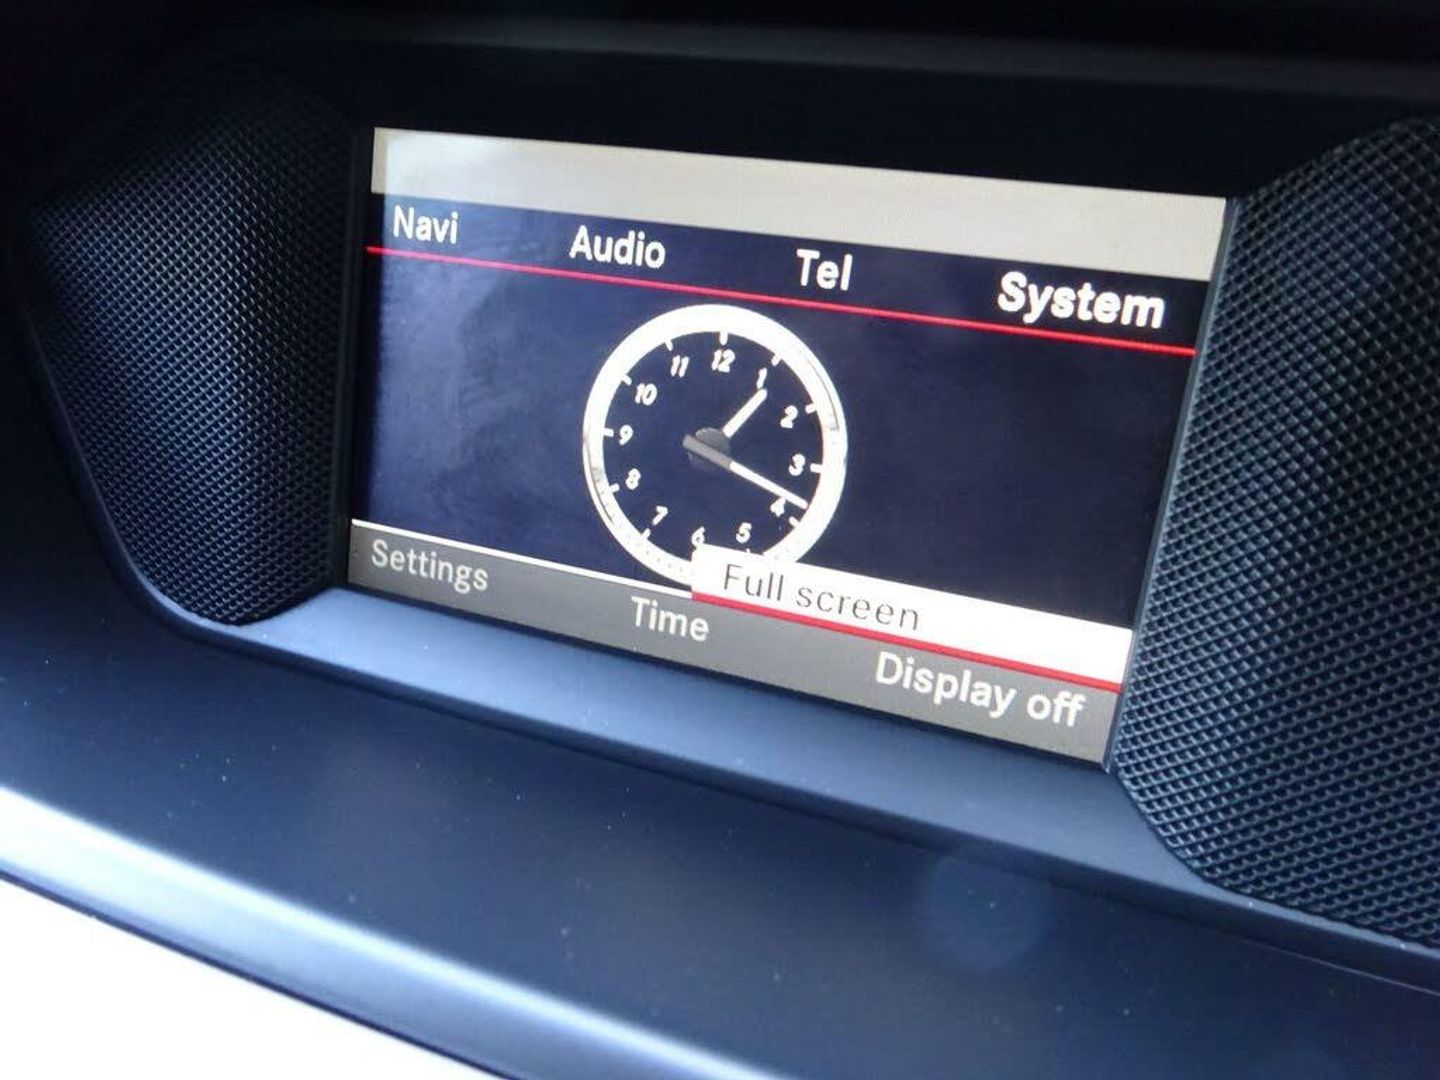 Navi Audio Tel System
12
11 1
10 2
9 3
8 4
7 5
6
Full screen
Settings Time Display off